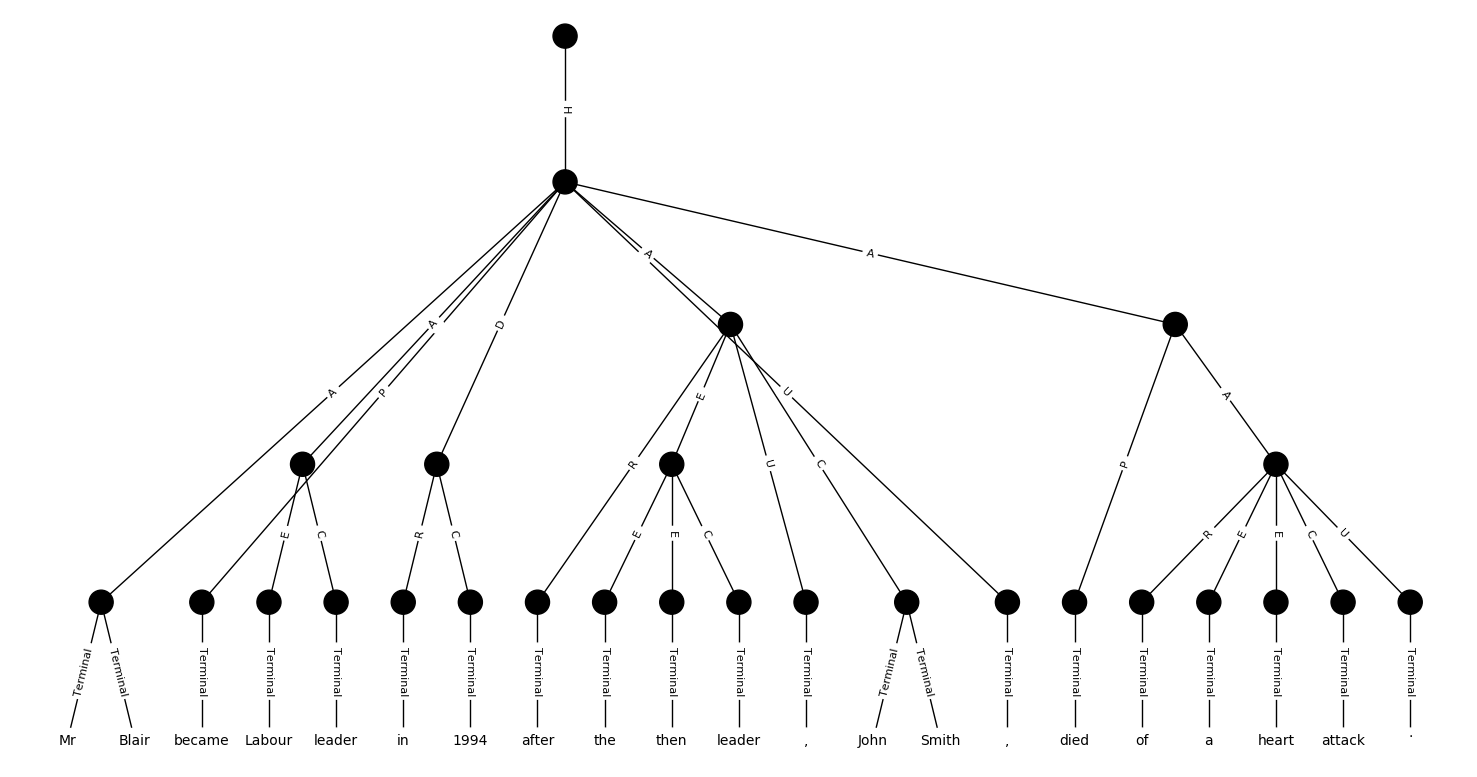 H
A
A
A
D
A
P
U
A
E
R
U
C
P
E
C
R
C
E
E
C
R
E
E
C
U
Terminal Terminal Terminal Terminal Terminal Terminal Terminal Terminal Terminal Terminal Terminal Terminal Terminal Terminal Terminal Terminal Terminal Terminal Terminal Terminal Terminal
Mr Blair became Labour leader in 1994 after the then leader , John Smith , died of a heart attack .